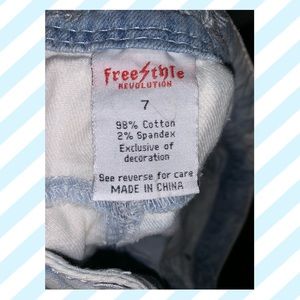 FreeStyle
REVOLUTION
7
98% Cotton
2% Spandex
Exclusive of
decoration
See reverse for care
MADE IN CHINA